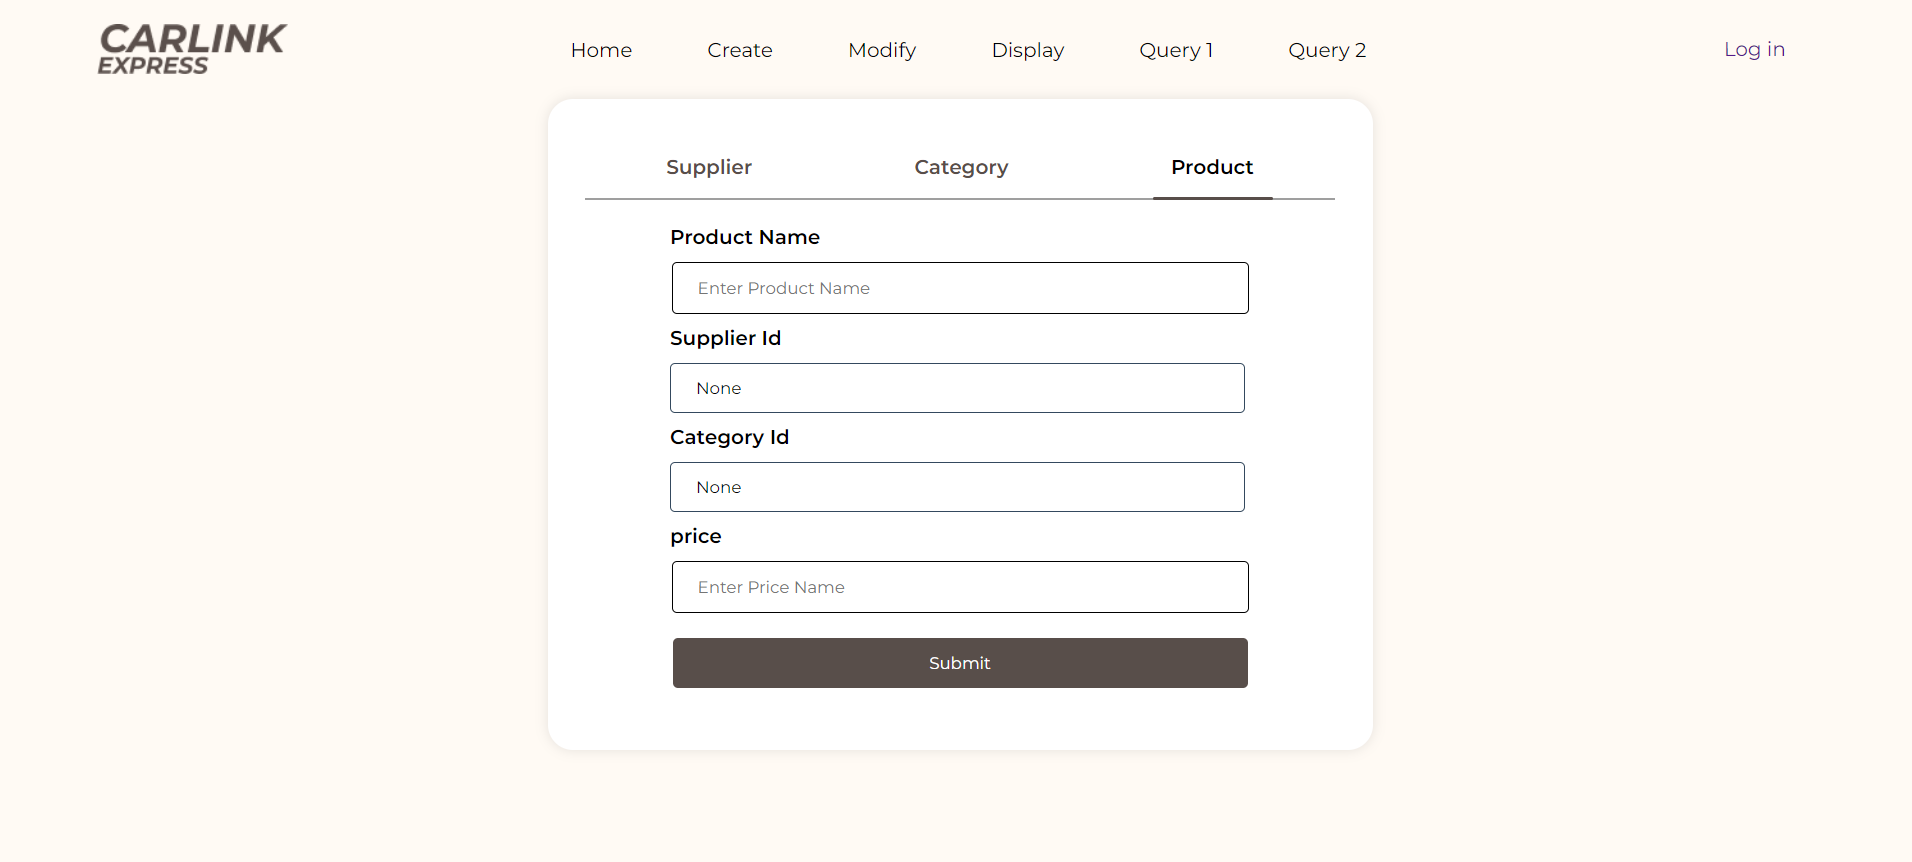 CARLINK
EXPRESS
Home Create Modify Display Query 1 Query 2 Log in
Supplier Category Product
Product Name
Enter Product Name
Supplier Id
None
Category Id
None
price
Enter Price Name
Submit